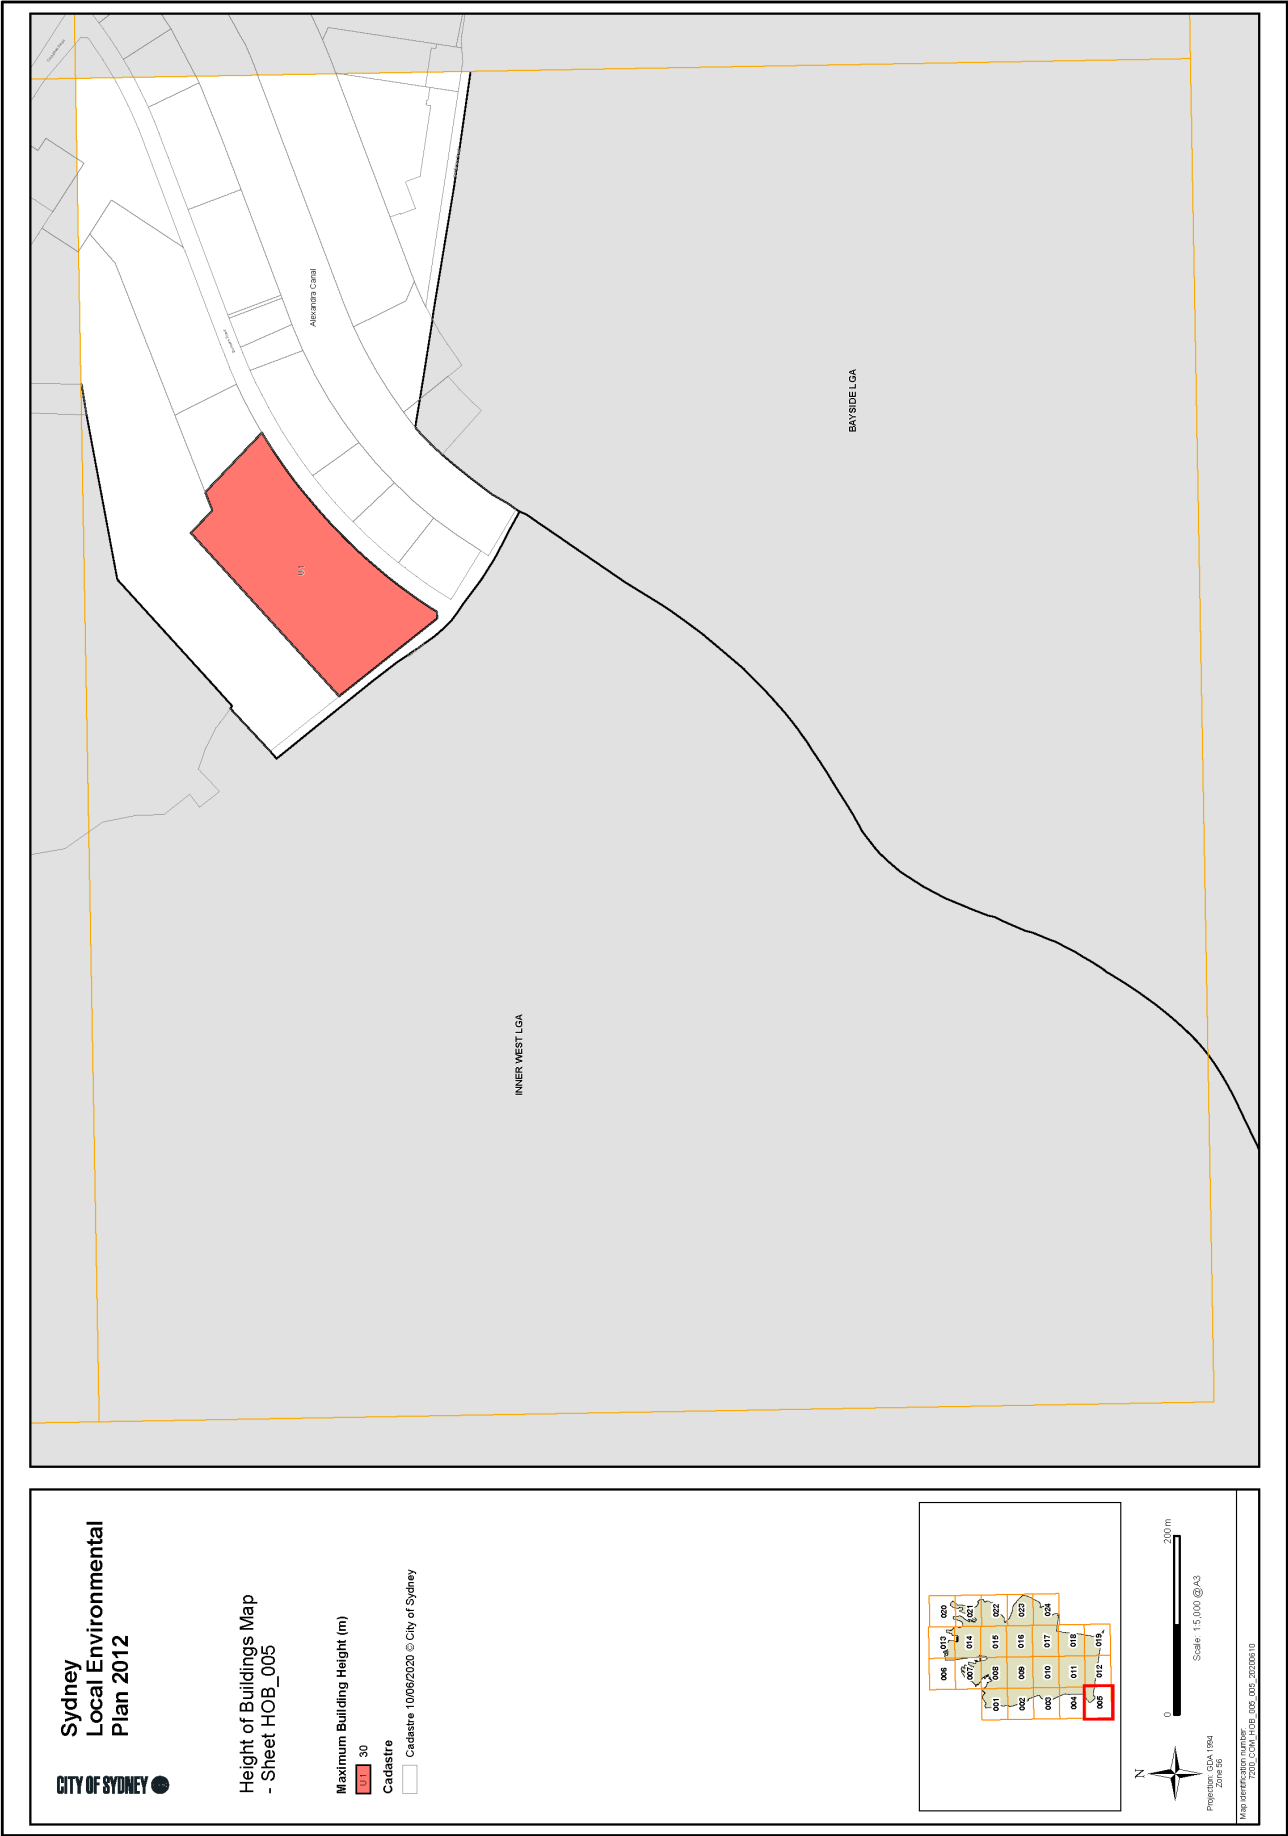 CITY OF SYDNEY
Sydney
Local Environmental
Plan 2012
Height of Buildings Map
- Sheet HOB_005
Maximum Building Height (m)
U1 30
Cadastre
Cadastre 10/06/2020 © City of Sydney
006 013 020
007 014 021
001 008 015 022
002 009 016 023
003 010 017 024
004 011 018
005 012 019
N
0 200 m
Scale: 1:5,000 @A3
Projection: GDA 1994
Zone 56
Map identification number:
7200_COM_HOB_005_005_20200610
Alexandra Canal
U1
BAYSIDE LGA
INNER WEST LGA